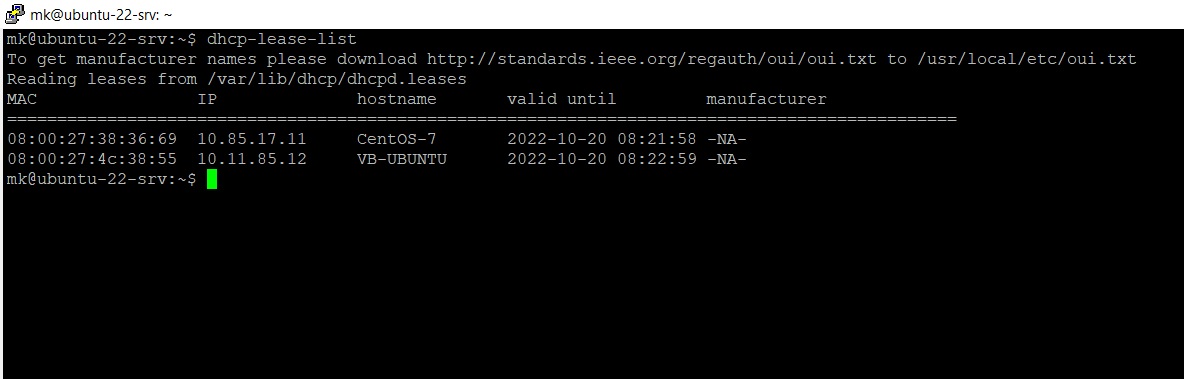 mk@ubuntu-22-srv: ~
mk@ubuntu-22-srv:~$ dhcp-lease-list
To get manufacturer names please download http://standards.ieee.org/regauth/oui/oui.txt to /usr/local/etc/oui.txt
Reading leases from /var/lib/dhcp/dhcpd.leases
MAC                IP              hostname       valid until         manufacturer
===============================================================================================
08:00:27:38:36:69  10.85.17.11     CentOS-7       2022-10-20 08:21:58 -NA-
08:00:27:4c:38:55  10.11.85.12     VB-UBUNTU      2022-10-20 08:22:59 -NA-
mk@ubuntu-22-srv:~$